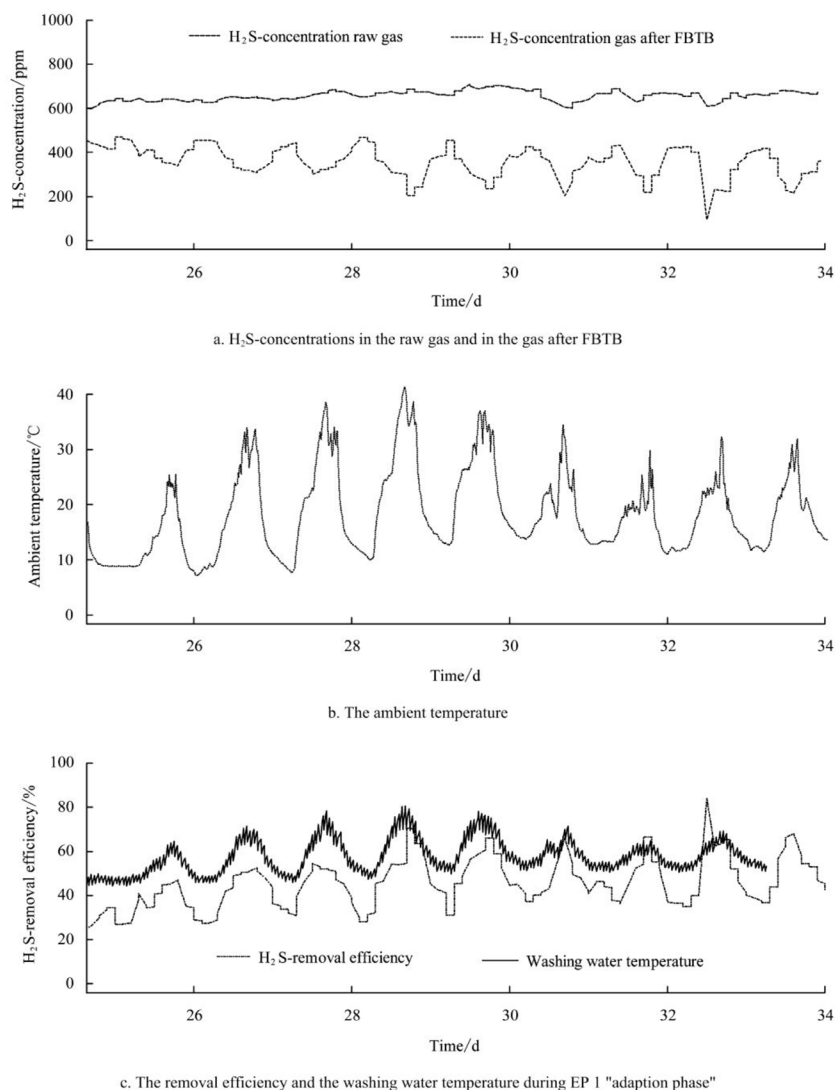 1000
800
600
400
200
0
H₂S-concentration/ppm
H₂S-concentration raw gas
H₂S-concentration gas after FBTB
26 28 30 32 34
Time/d
a. H₂S-concentrations in the raw gas and in the gas after FBTB
40
30
20
10
0
Ambient temperature/℃
26 28 30 32 34
Time/d
b. The ambient temperature
100
80
60
40
20
0
H₂S-removal efficiency/%
H₂S-removal efficiency
Washing water temperature
26 28 30 32 34
Time/d
c. The removal efficiency and the washing water temperature during EP 1 "adaption phase"